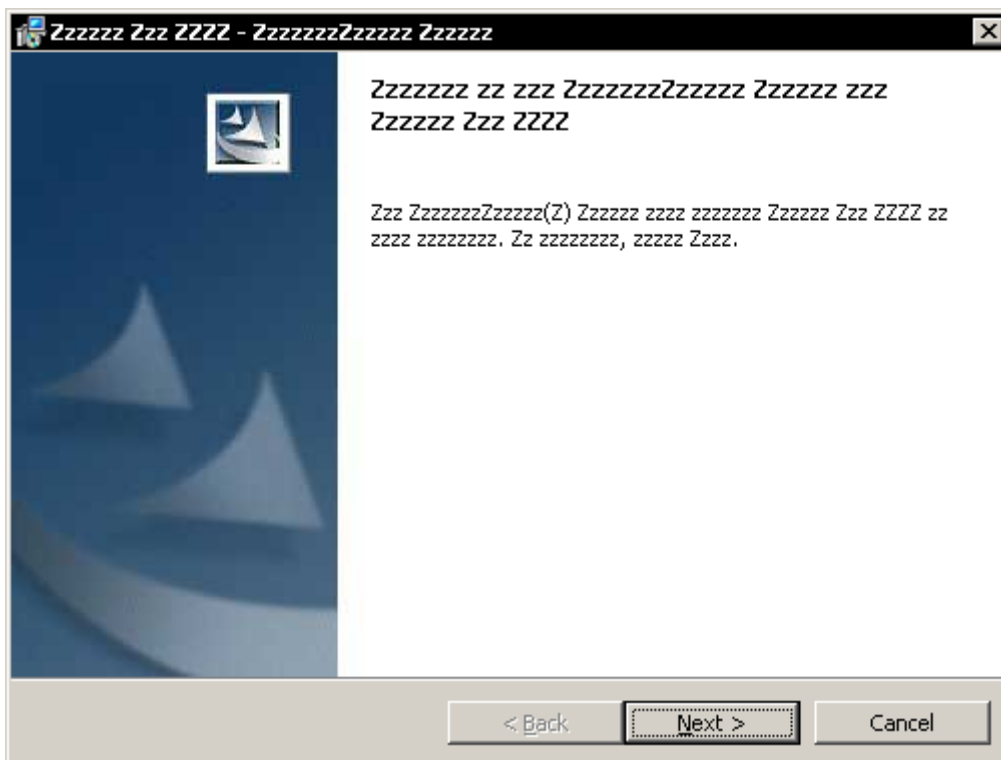 Zzzzzz Zzz ZZZZ - ZzzzzzzZzzzzz Zzzzzz
Zzzzzzz zz zzz ZzzzzzzZzzzzz Zzzzzz zzz
Zzzzzz Zzz ZZZZ
Zzz ZzzzzzzZzzzzz(Z) Zzzzzz zzzz zzzzzzz Zzzzzz Zzz ZZZZ zz
zzzz zzzzzzzz. Zz zzzzzzzz, zzzzz Zzzz.
< Back
Next >
Cancel